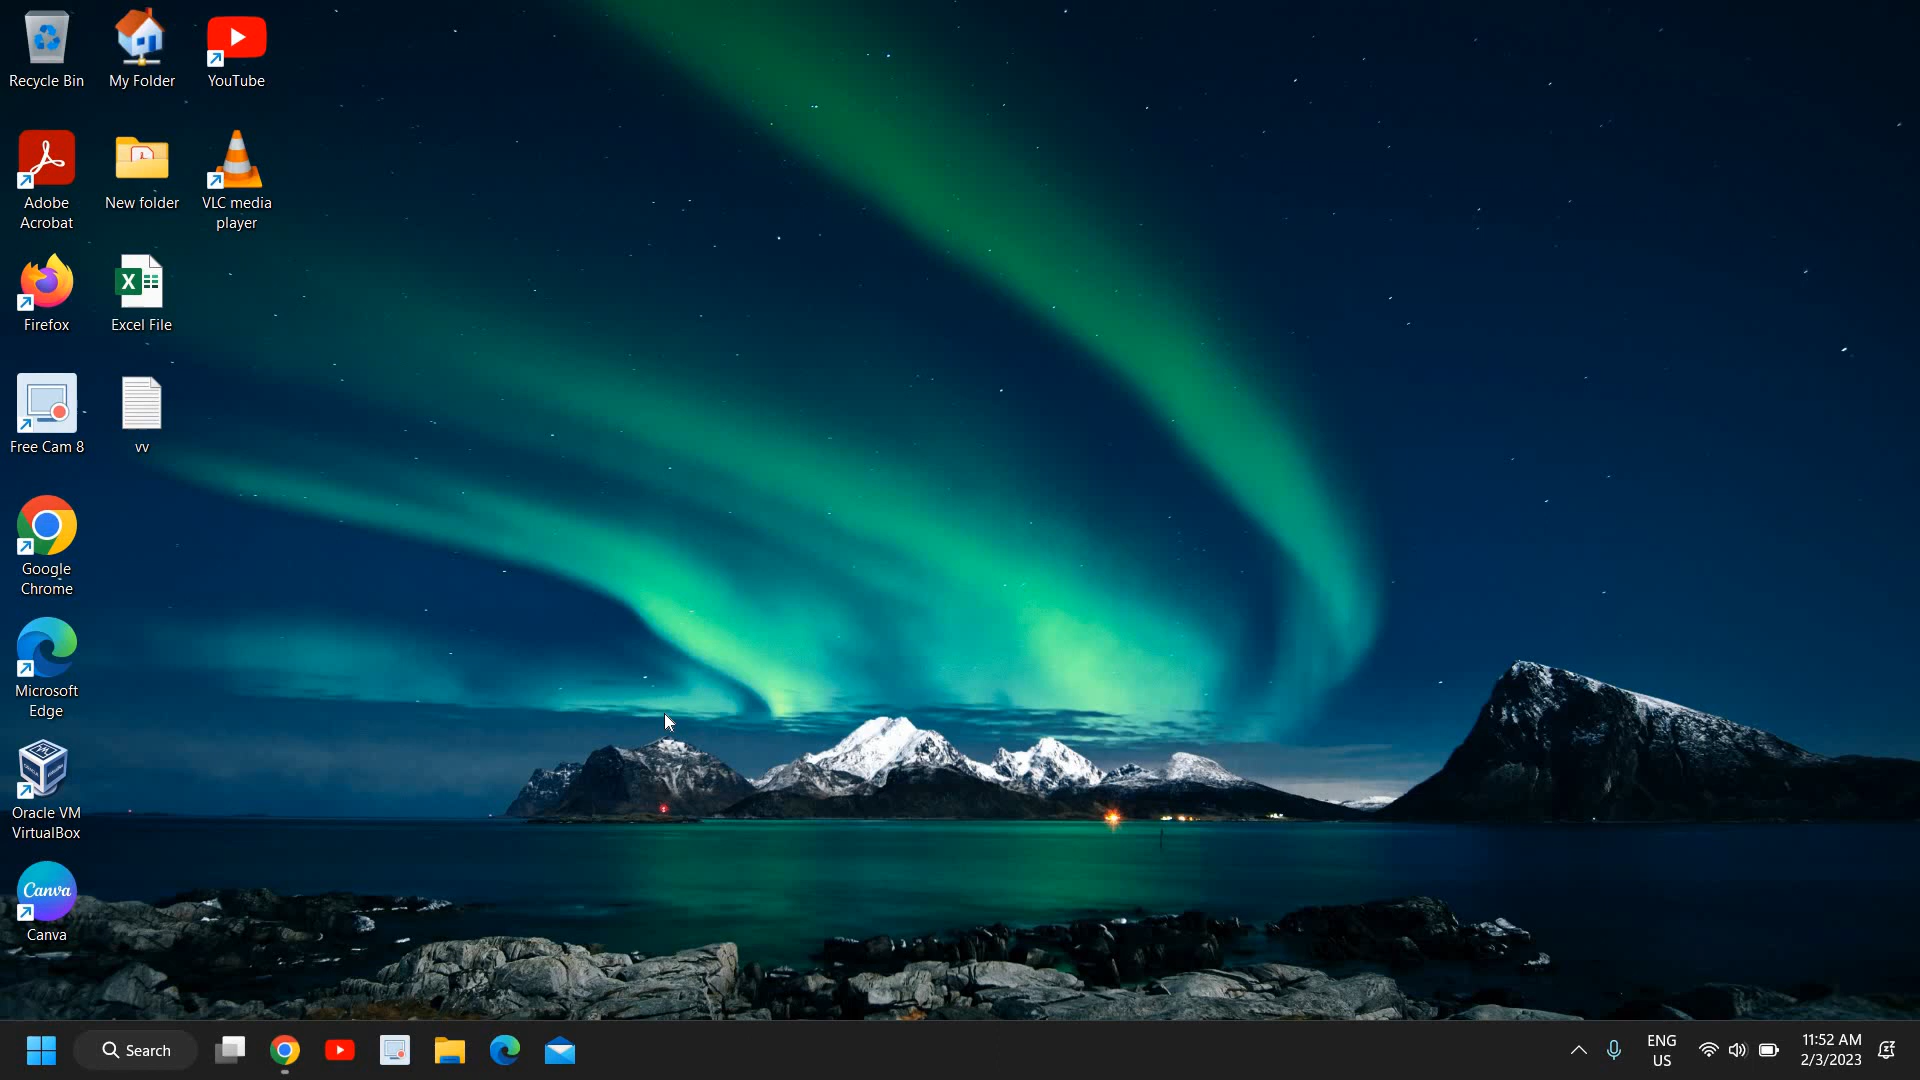 Recycle Bin
My Folder
YouTube
Adobe
Acrobat
New folder
VLC media
player
Firefox
Excel File
Free Cam 8
vv
Google
Chrome
Microsoft
Edge
Oracle VM
VirtualBox
Canva
Canva
Search
ENG
US
11:52 AM
2/3/2023